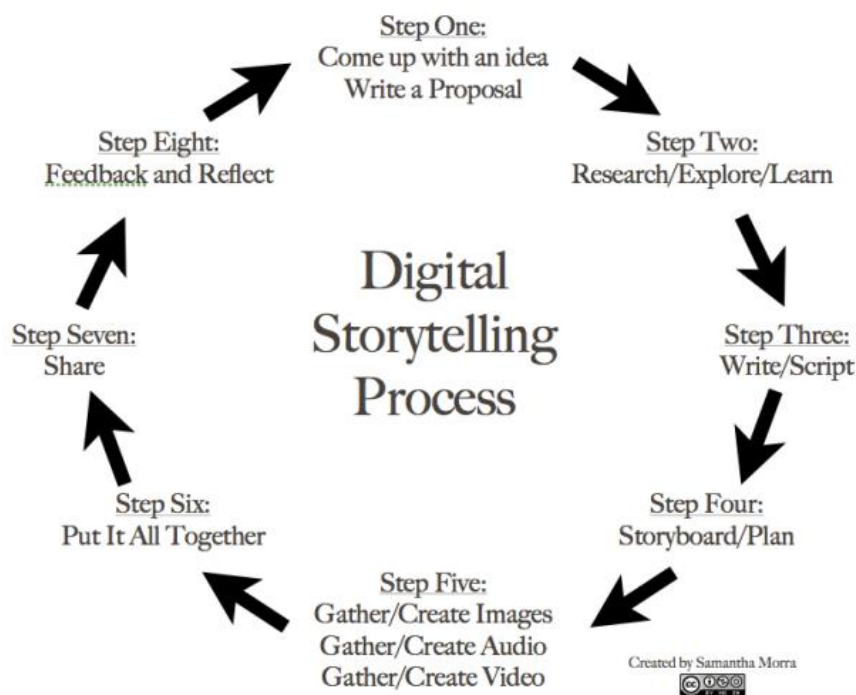 Step One:
Come up with an idea
Write a Proposal
Step Two:
Research/Explore/Learn
Step Three:
Write/Script
Step Four:
Storyboard/Plan
Step Five:
Gather/Create Images
Gather/Create Audio
Gather/Create Video
Step Six:
Put It All Together
Step Seven:
Share
Step Eight:
Feedback and Reflect
Digital
Storytelling
Process
Created by Samantha Morra